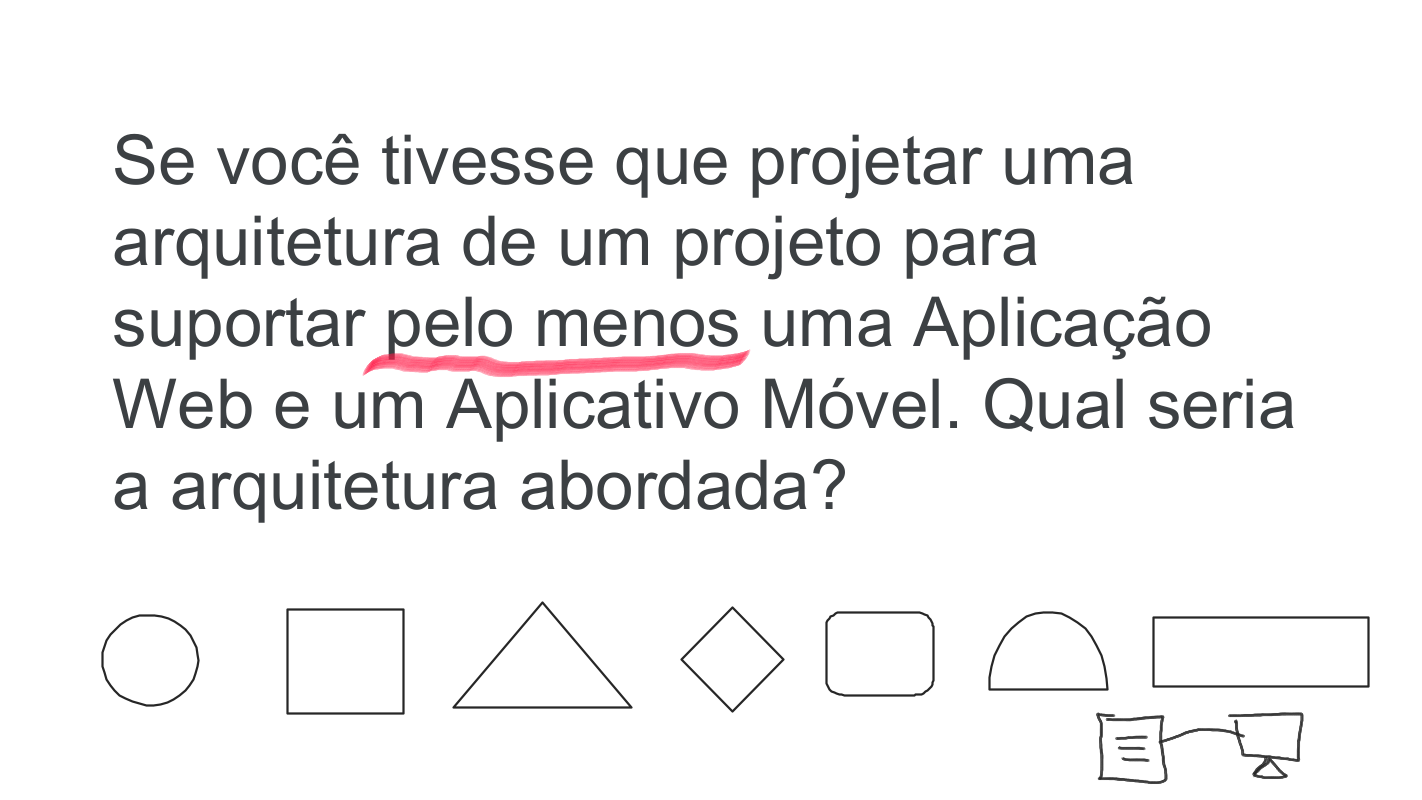 Se você tivesse que projetar uma
arquitetura de um projeto para
suportar pelo menos uma Aplicação
Web e um Aplicativo Móvel. Qual seria
a arquitetura abordada?